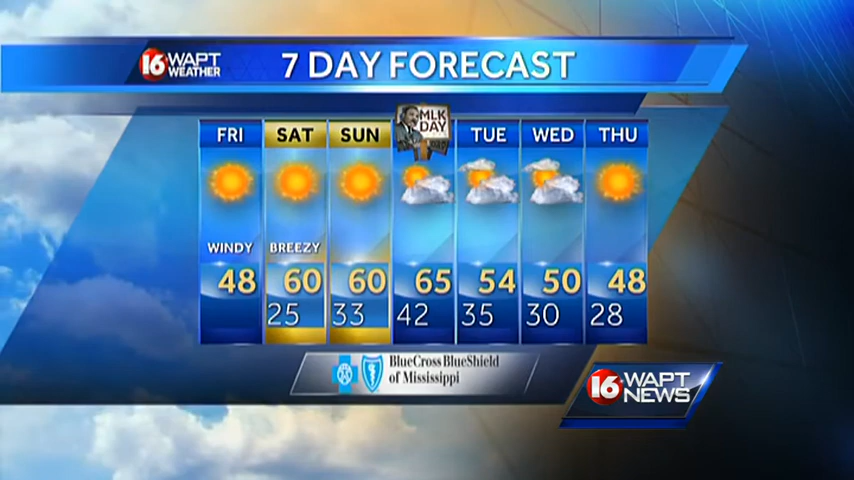 16 WAPT
WEATHER
7 DAY FORECAST
FRI SAT SUN MLK DAY TUE WED THU
WINDY BREEZY
48 60 60 65 54 50 48
25 33 42 35 30 28
BlueCross BlueShield
of Mississippi
16 WAPT
NEWS